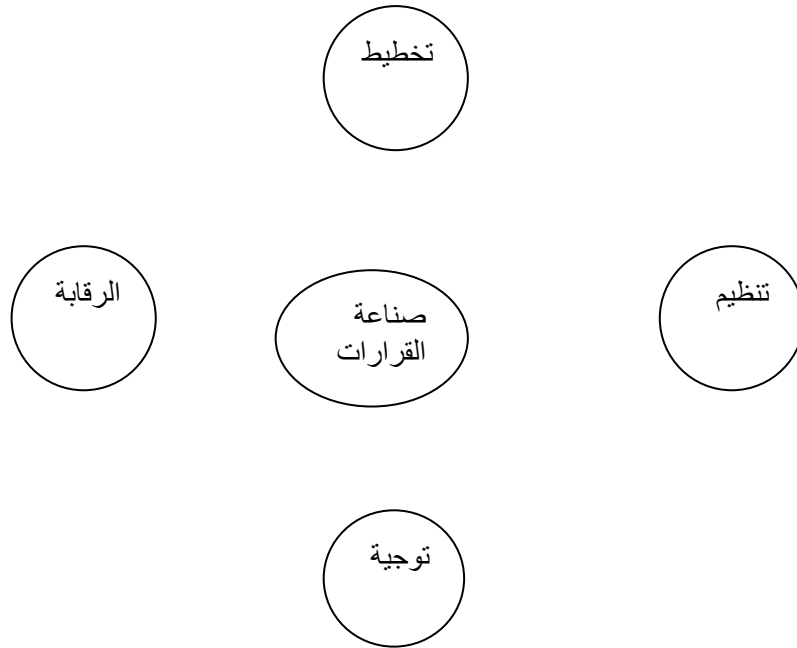 تخطيط
تنظيم
صناعة
القرارات
الرقابة
توجية